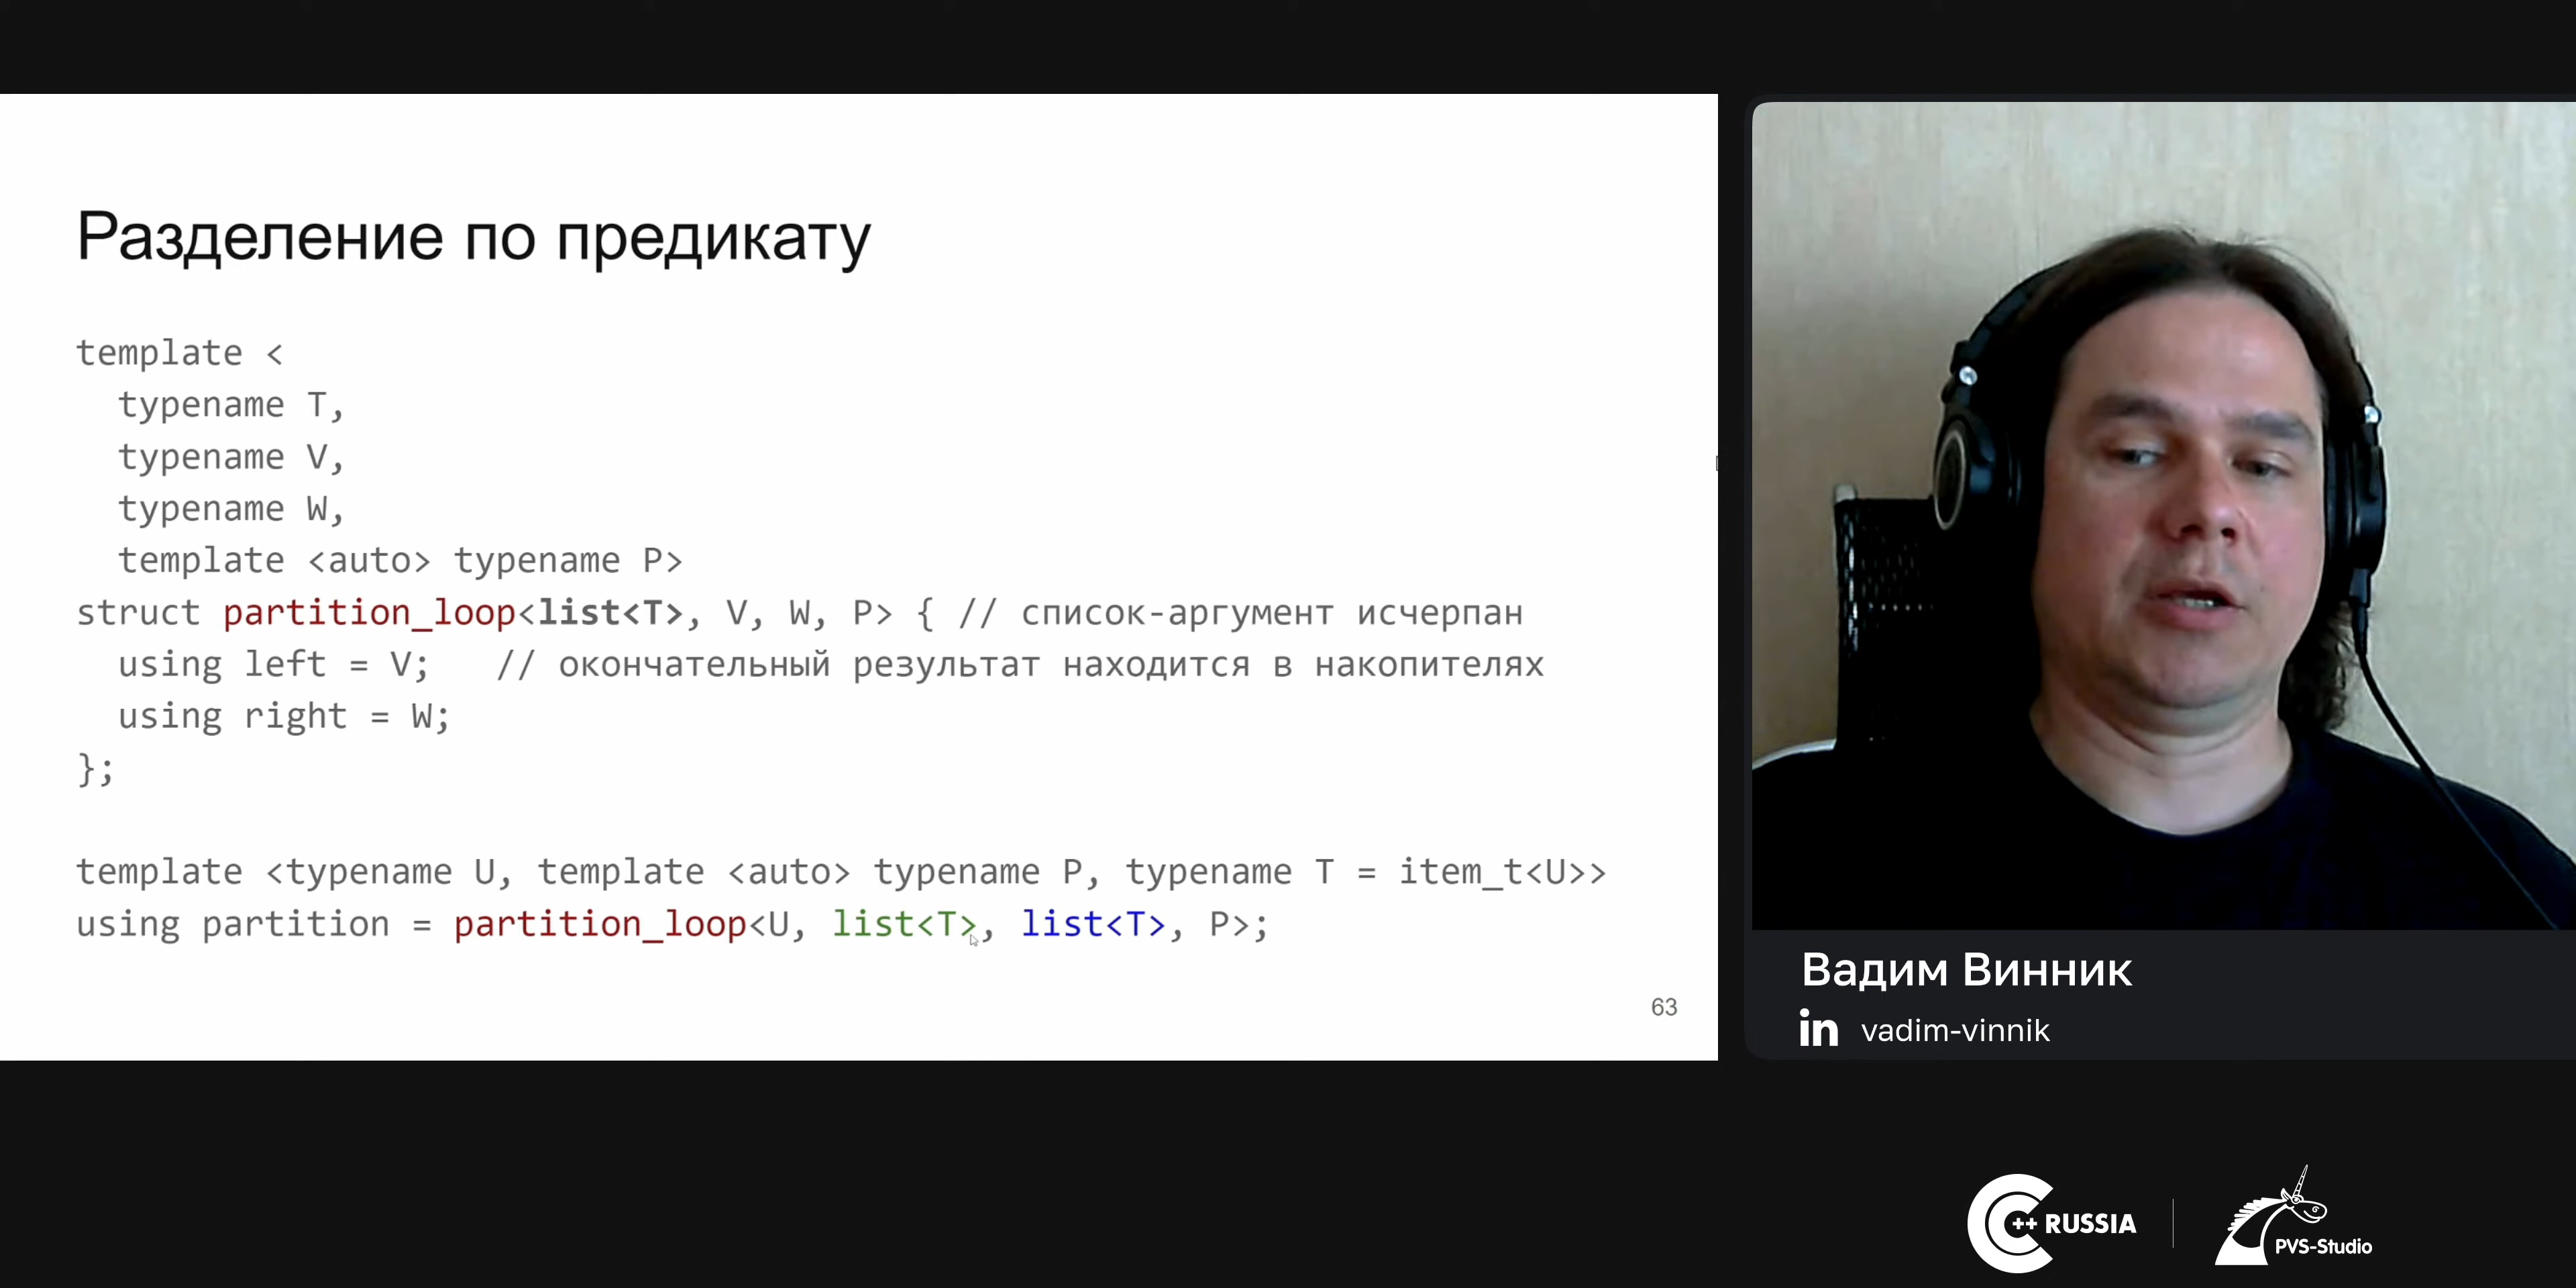 Разделение по предикату
template <
  typename T,
  typename V,
  typename W,
  template <auto> typename P>
struct partition_loop<list<T>, V, W, P> { // список-аргумент исчерпан
  using left = V;   // окончательный результат находится в накопителях
  using right = W;
};
template <typename U, template <auto> typename P, typename T = item_t<U>>
using partition = partition_loop<U, list<T>, list<T>, P>;
63
Вадим Винник
in vadim-vinnik
C++ RUSSIA
PVS-Studio